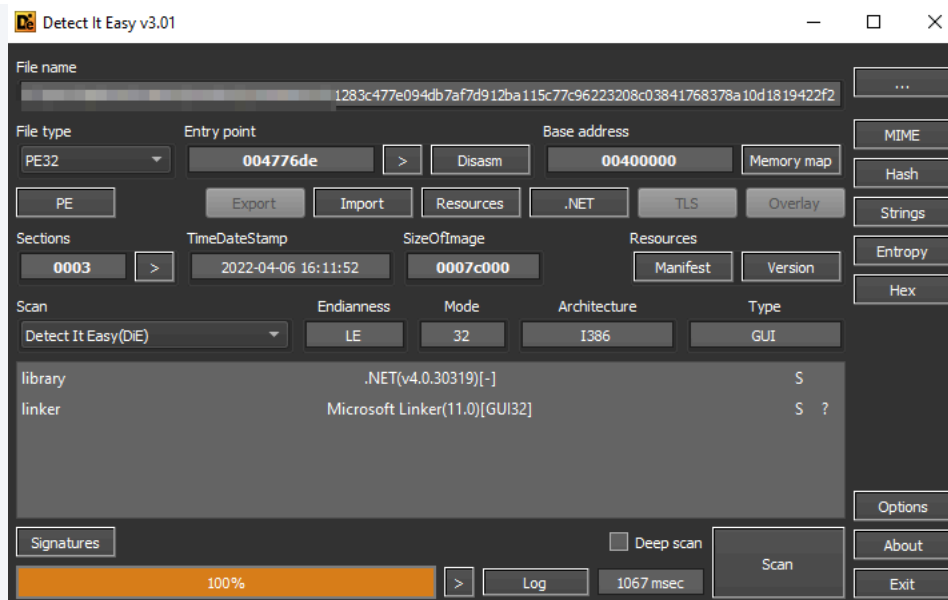 Detect It Easy v3.01
File name
1283c477e094db7af7d912ba115c77c96223208c03841768378a10d1819422f2
...
File type Entry point Base address
PE32 004776de > Disasm 00400000 Memory map
MIME
Hash
PE Export Import Resources .NET TLS Overlay
Strings
Sections TimeDateStamp SizeOfImage Resources
Entropy
0003 > 2022-04-06 16:11:52 0007c000 Manifest Version
Hex
Scan Endianness Mode Architecture Type
Detect It Easy(DiE) LE 32 I386 GUI
library .NET(v4.0.30319)[-] S
linker Microsoft Linker(11.0)[GUI32] S ?
Options
Signatures Deep scan Scan
About
100% > Log 1067 msec
Exit